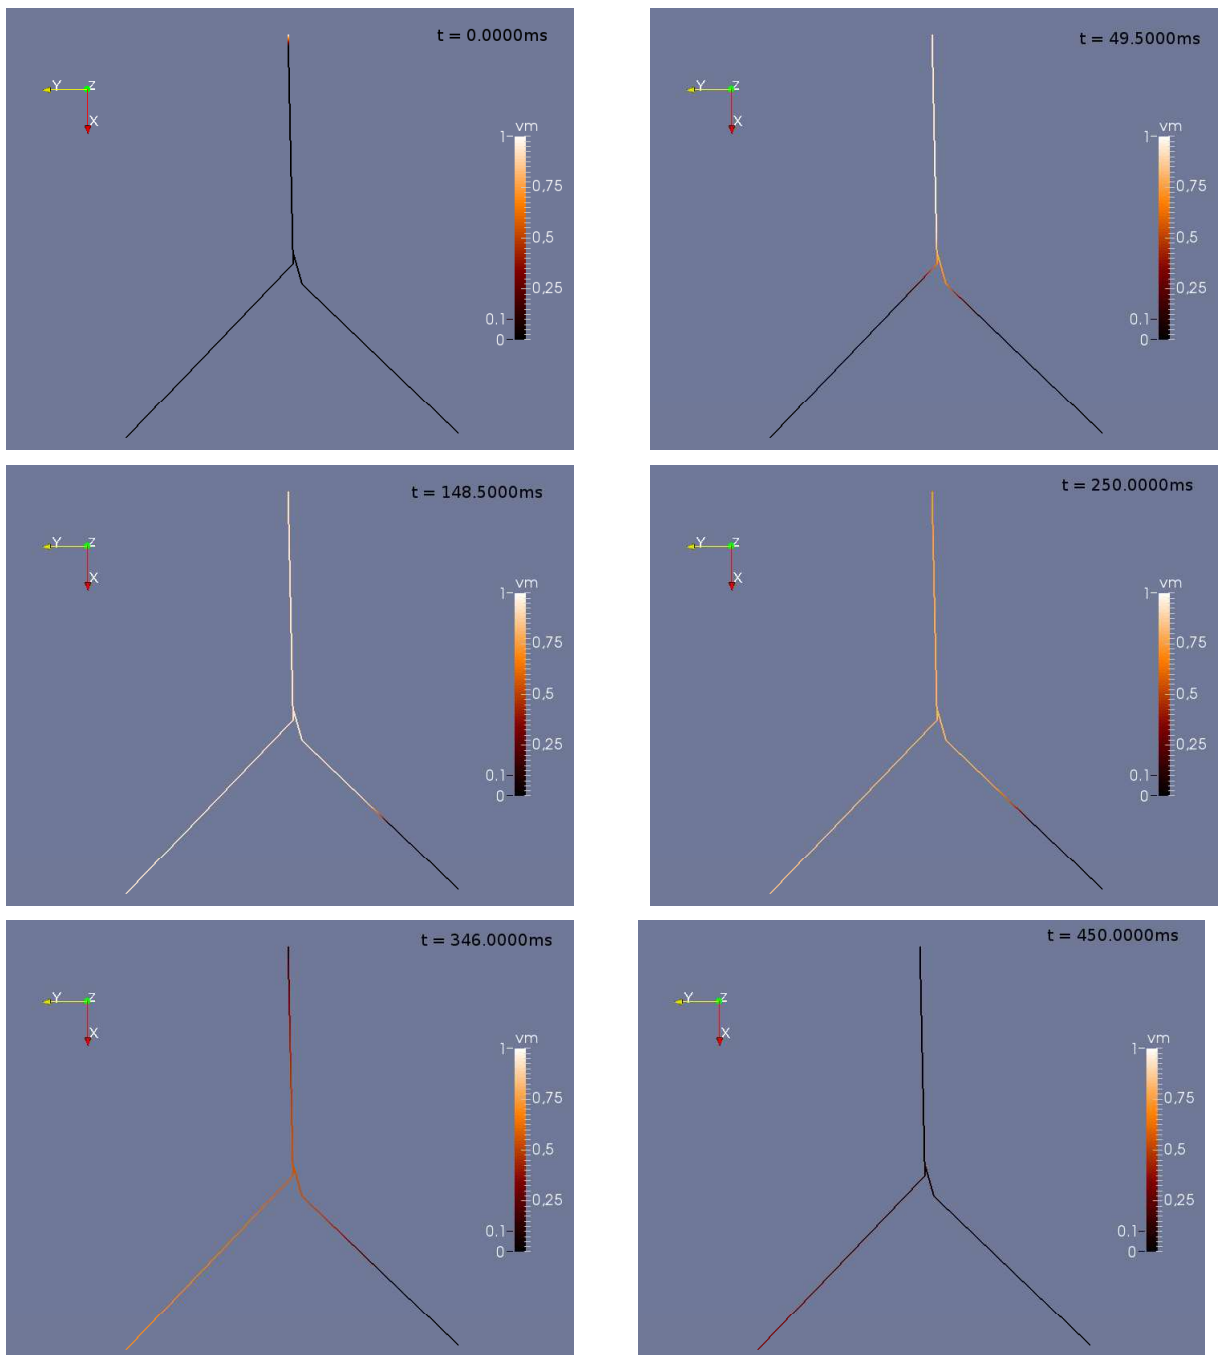 t = 0.0000ms
Y Z
X
vm
1
0,75
0,5
0,25
0.1
0
t = 49.5000ms
Y Z
X
vm
1
0,75
0,5
0,25
0.1
0
t = 148.5000ms
Y Z
X
vm
1
0,75
0,5
0,25
0.1
0
t = 250.0000ms
Y Z
X
vm
1
0,75
0,5
0,25
0.1
0
t = 346.0000ms
Y Z
X
vm
1
0,75
0,5
0,25
0.1
0
t = 450.0000ms
Y Z
X
vm
1
0,75
0,5
0,25
0.1
0